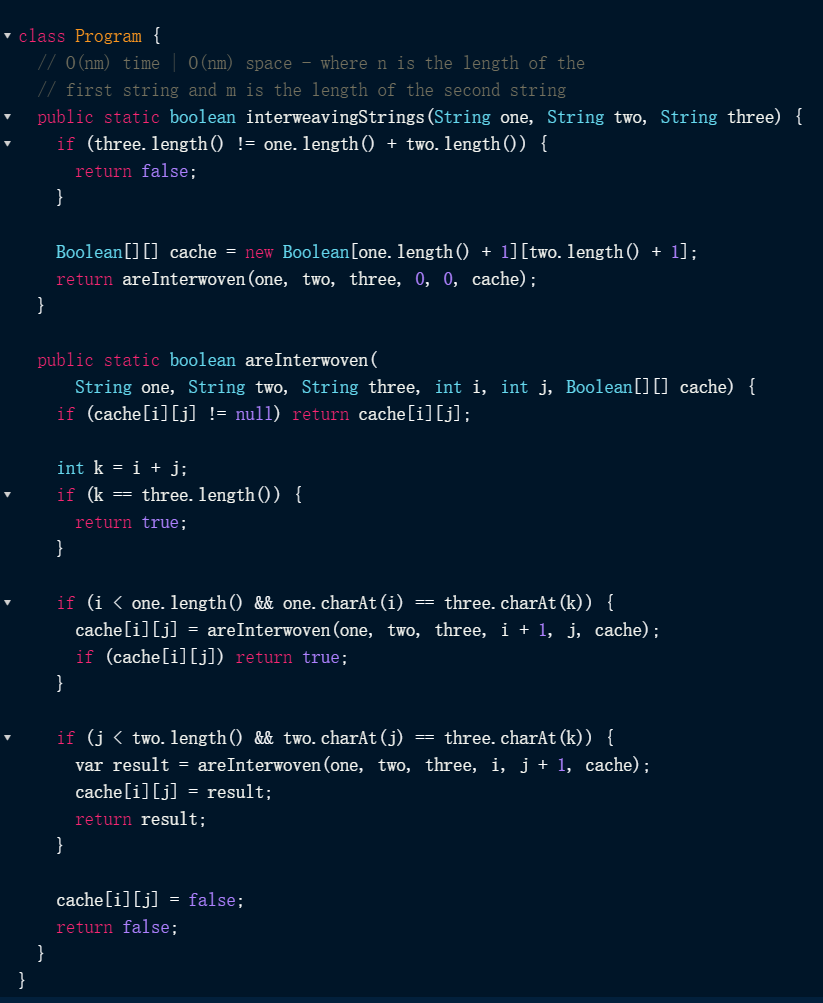 class Program {
// O(nm) time | O(nm) space - where n is the length of the
// first string and m is the length of the second string
public static boolean interweavingStrings(String one, String two, String three) {
if (three.length() != one.length() + two.length()) {
return false;
}
Boolean[][] cache = new Boolean[one.length() + 1][two.length() + 1];
return areInterwoven(one, two, three, 0, 0, cache);
}
public static boolean areInterwoven(
String one, String two, String three, int i, int j, Boolean[][] cache) {
if (cache[i][j] != null) return cache[i][j];
int k = i + j;
if (k == three.length()) {
return true;
}
if (i < one.length() && one.charAt(i) == three.charAt(k)) {
cache[i][j] = areInterwoven(one, two, three, i + 1, j, cache);
if (cache[i][j]) return true;
}
if (j < two.length() && two.charAt(j) == three.charAt(k)) {
var result = areInterwoven(one, two, three, i, j + 1, cache);
cache[i][j] = result;
return result;
}
cache[i][j] = false;
return false;
}
}